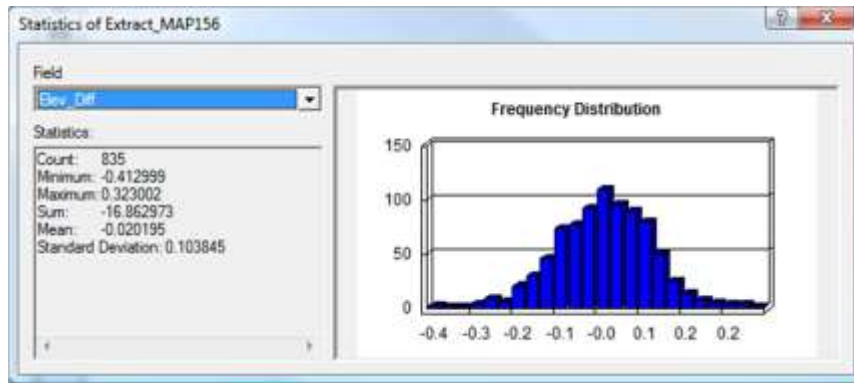 Statistics of Extract_MAP156
Field
Elev_Diff
Statistics:
Count: 835
Minimum: -0.412999
Maximum: 0.323002
Sum: -16.862973
Mean: -0.020195
Standard Deviation: 0.103845
Frequency Distribution
150
100
50
0
-0.4 -0.3 -0.2 -0.1 -0.0 0.1 0.2 0.2